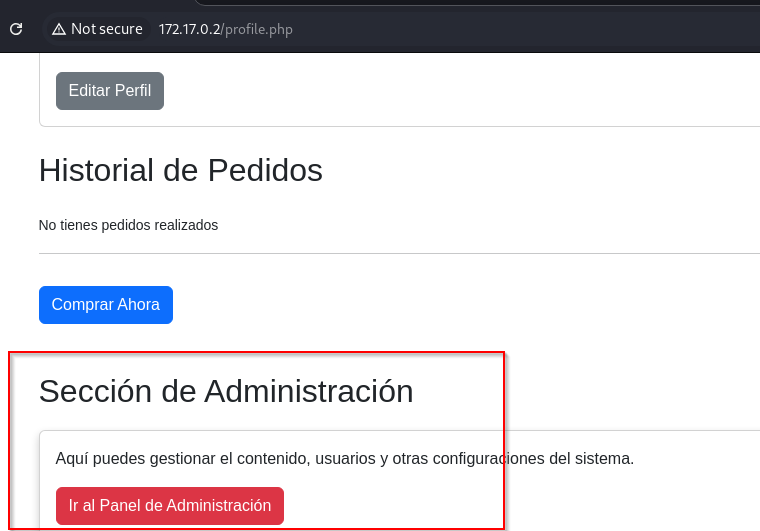 Not secure 172.17.0.2/profile.php
Editar Perfil
Historial de Pedidos
No tienes pedidos realizados
Comprar Ahora
Sección de Administración
Aquí puedes gestionar el contenido, usuarios y otras configuraciones del sistema.
Ir al Panel de Administración